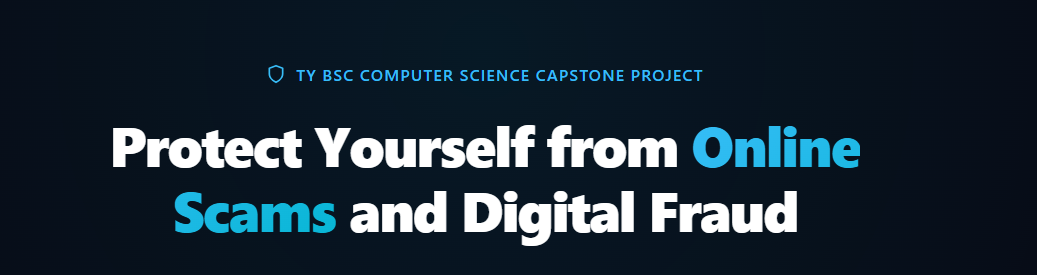 TY BSC COMPUTER SCIENCE CAPSTONE PROJECT
Protect Yourself from Online
Scams and Digital Fraud